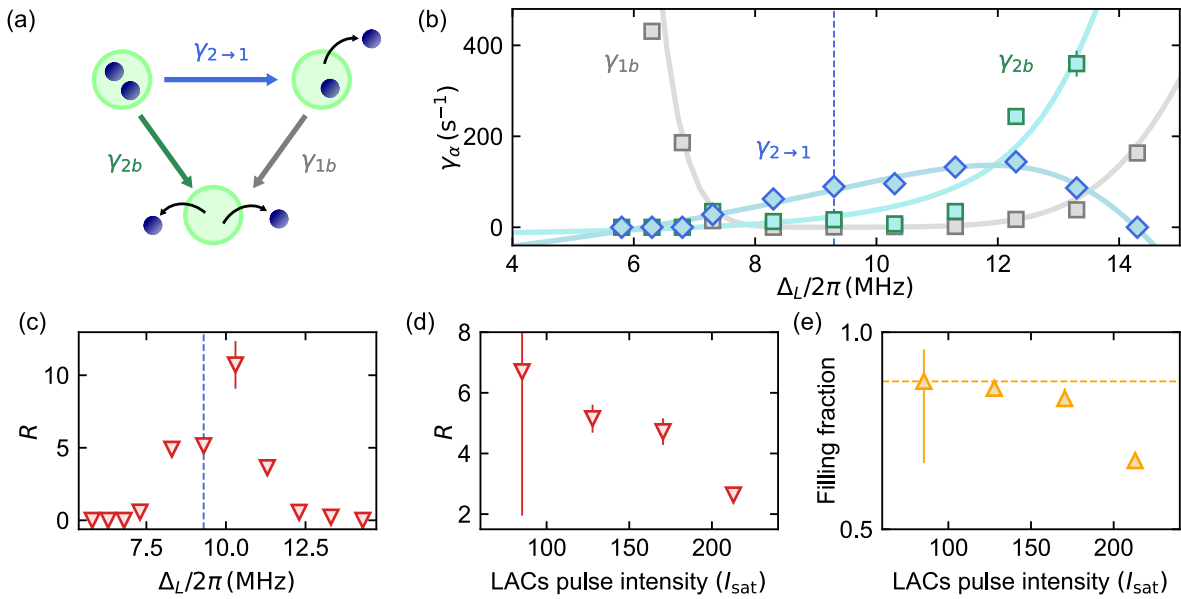 (a)
γ2→1
γ2b
γ1b
(b)
γα (s−1)
400
200
0
γ1b
γ2→1
γ2b
4
6
8
10
12
14
ΔL/2π (MHz)
(c)
R
10
5
0
7.5
10.0
12.5
ΔL/2π (MHz)
(d)
R
8
6
4
2
100
150
200
LACs pulse intensity (Isat)
(e)
Filling fraction
1.0
0.5
100
150
200
LACs pulse intensity (Isat)